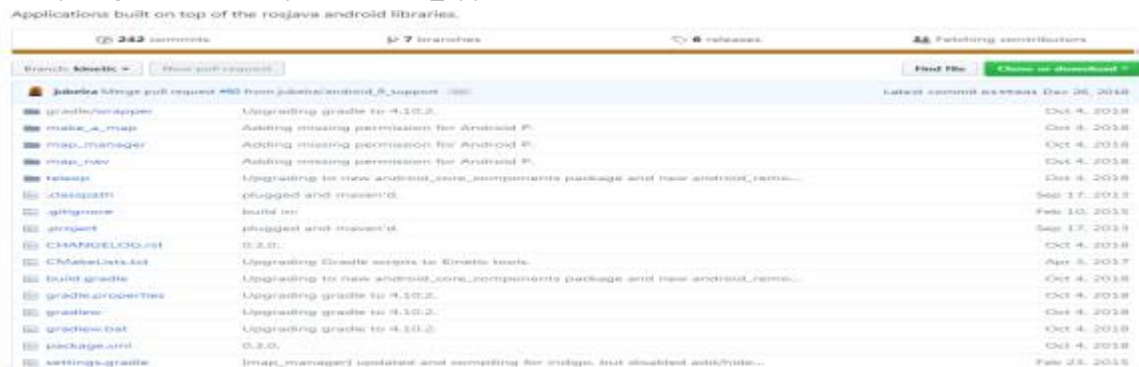 Applications built on top of the rosjava android libraries.
242 commits 7 branches 6 releases Fetching contributors
Branch: kinetic New pull request Find File Clone or download
jubeira Merge pull request from jubeira/android_P_support Latest commit Dec 26, 2018
gradle/wrapper Upgrading gradle to 4.10.2. Oct 4, 2018
make_a_map Adding missing permission for Android P. Oct 4, 2018
map_manager Adding missing permission for Android P. Oct 4, 2018
map_nav Adding missing permission for Android P. Oct 4, 2018
teleop Upgrading to new android_core_components package and new android_remo... Oct 4, 2018
.classpath plugged and maven'd. Sep 17, 2013
.gitignore build Feb 10, 2015
.project plugged and maven'd. Sep 17, 2013
CHANGELOG.rst 0.3.0. Oct 4, 2018
CMakeLists.txt Upgrading Gradle scripts to Kinetic tools. Apr 5, 2017
build.gradle Upgrading to new android_core_components package and new android_remo... Oct 4, 2018
gradle.properties Upgrading gradle to 4.10.2. Oct 4, 2018
gradlew Upgrading gradle to 4.10.2. Oct 4, 2018
gradlew.bat Upgrading gradle to 4.10.2. Oct 4, 2018
package.xml 0.3.0. Oct 4, 2018
settings.gradle [map_manager] updated and compiling for indigo, but disabled add/hide... Feb 23, 2015